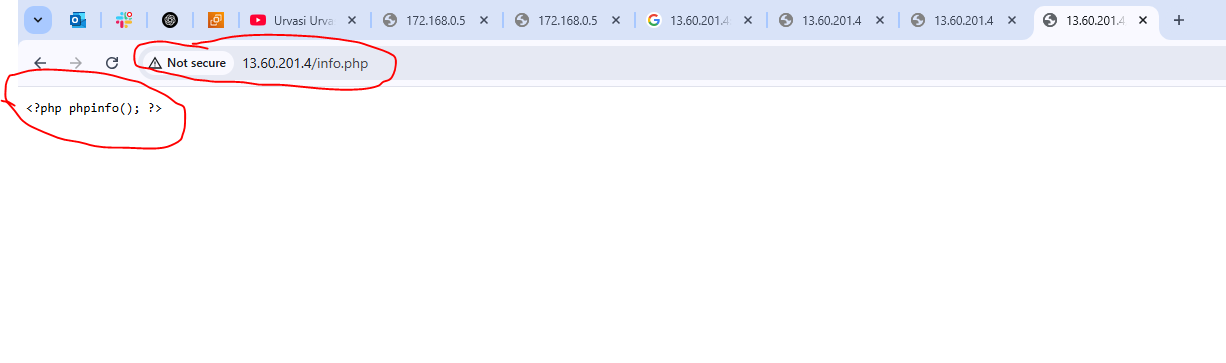 Urvasi Urva
172.168.0.5
172.168.0.5
13.60.201.4
13.60.201.4
13.60.201.4
13.60.201.4
Not secure
13.60.201.4/info.php
<?php phpinfo(); ?>